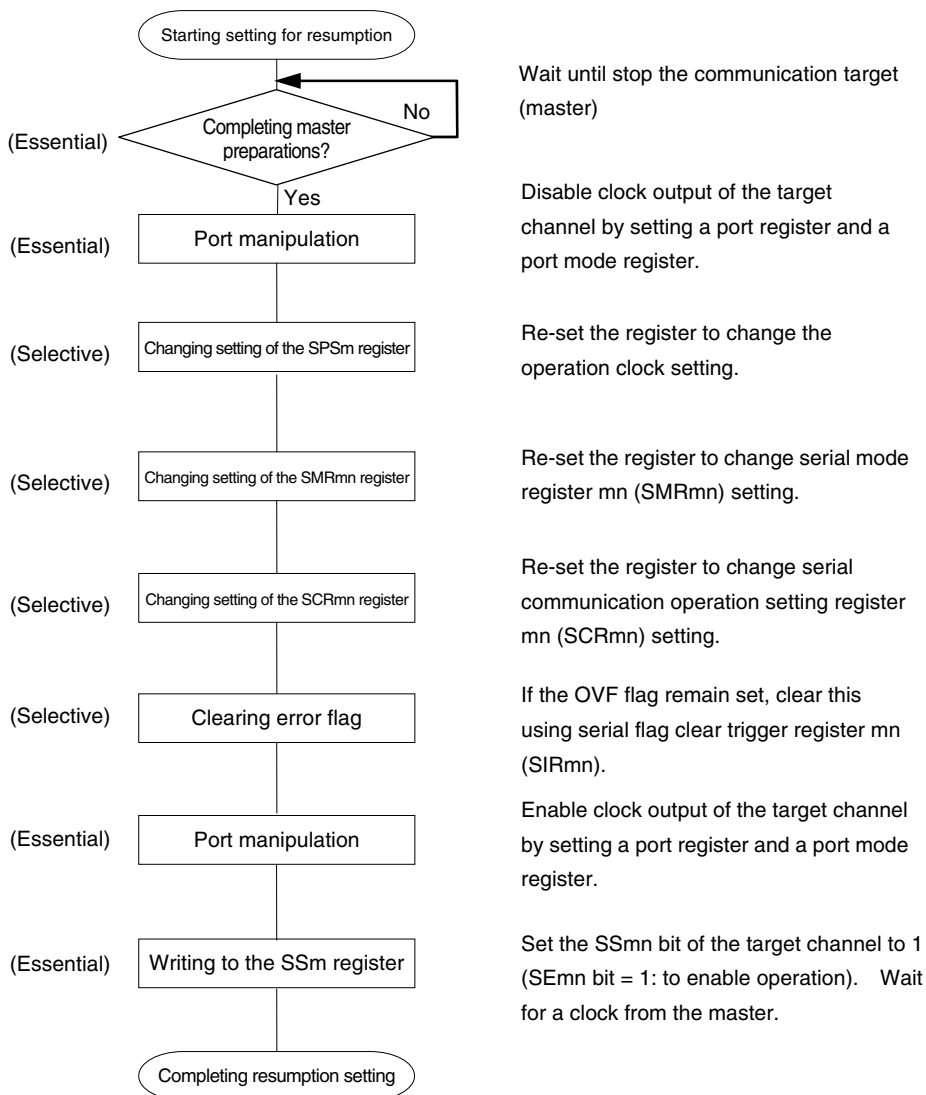 Starting setting for resumption
Wait until stop the communication target
(master)
No
(Essential)
Completing master
preparations?
Yes
Disable clock output of the target
channel by setting a port register and a
port mode register.
(Essential)
Port manipulation
Re-set the register to change the
operation clock setting.
(Selective)
Changing setting of the SPSm register
Re-set the register to change serial mode
register mn (SMRmn) setting.
(Selective)
Changing setting of the SMRmn register
Re-set the register to change serial
communication operation setting register
mn (SCRmn) setting.
(Selective)
Changing setting of the SCRmn register
If the OVF flag remain set, clear this
using serial flag clear trigger register mn
(SIRmn).
(Selective)
Clearing error flag
Enable clock output of the target channel
by setting a port register and a port mode
register.
(Essential)
Port manipulation
Set the SSmn bit of the target channel to 1
(SEmn bit = 1: to enable operation). Wait
for a clock from the master.
(Essential)
Writing to the SSm register
Completing resumption setting